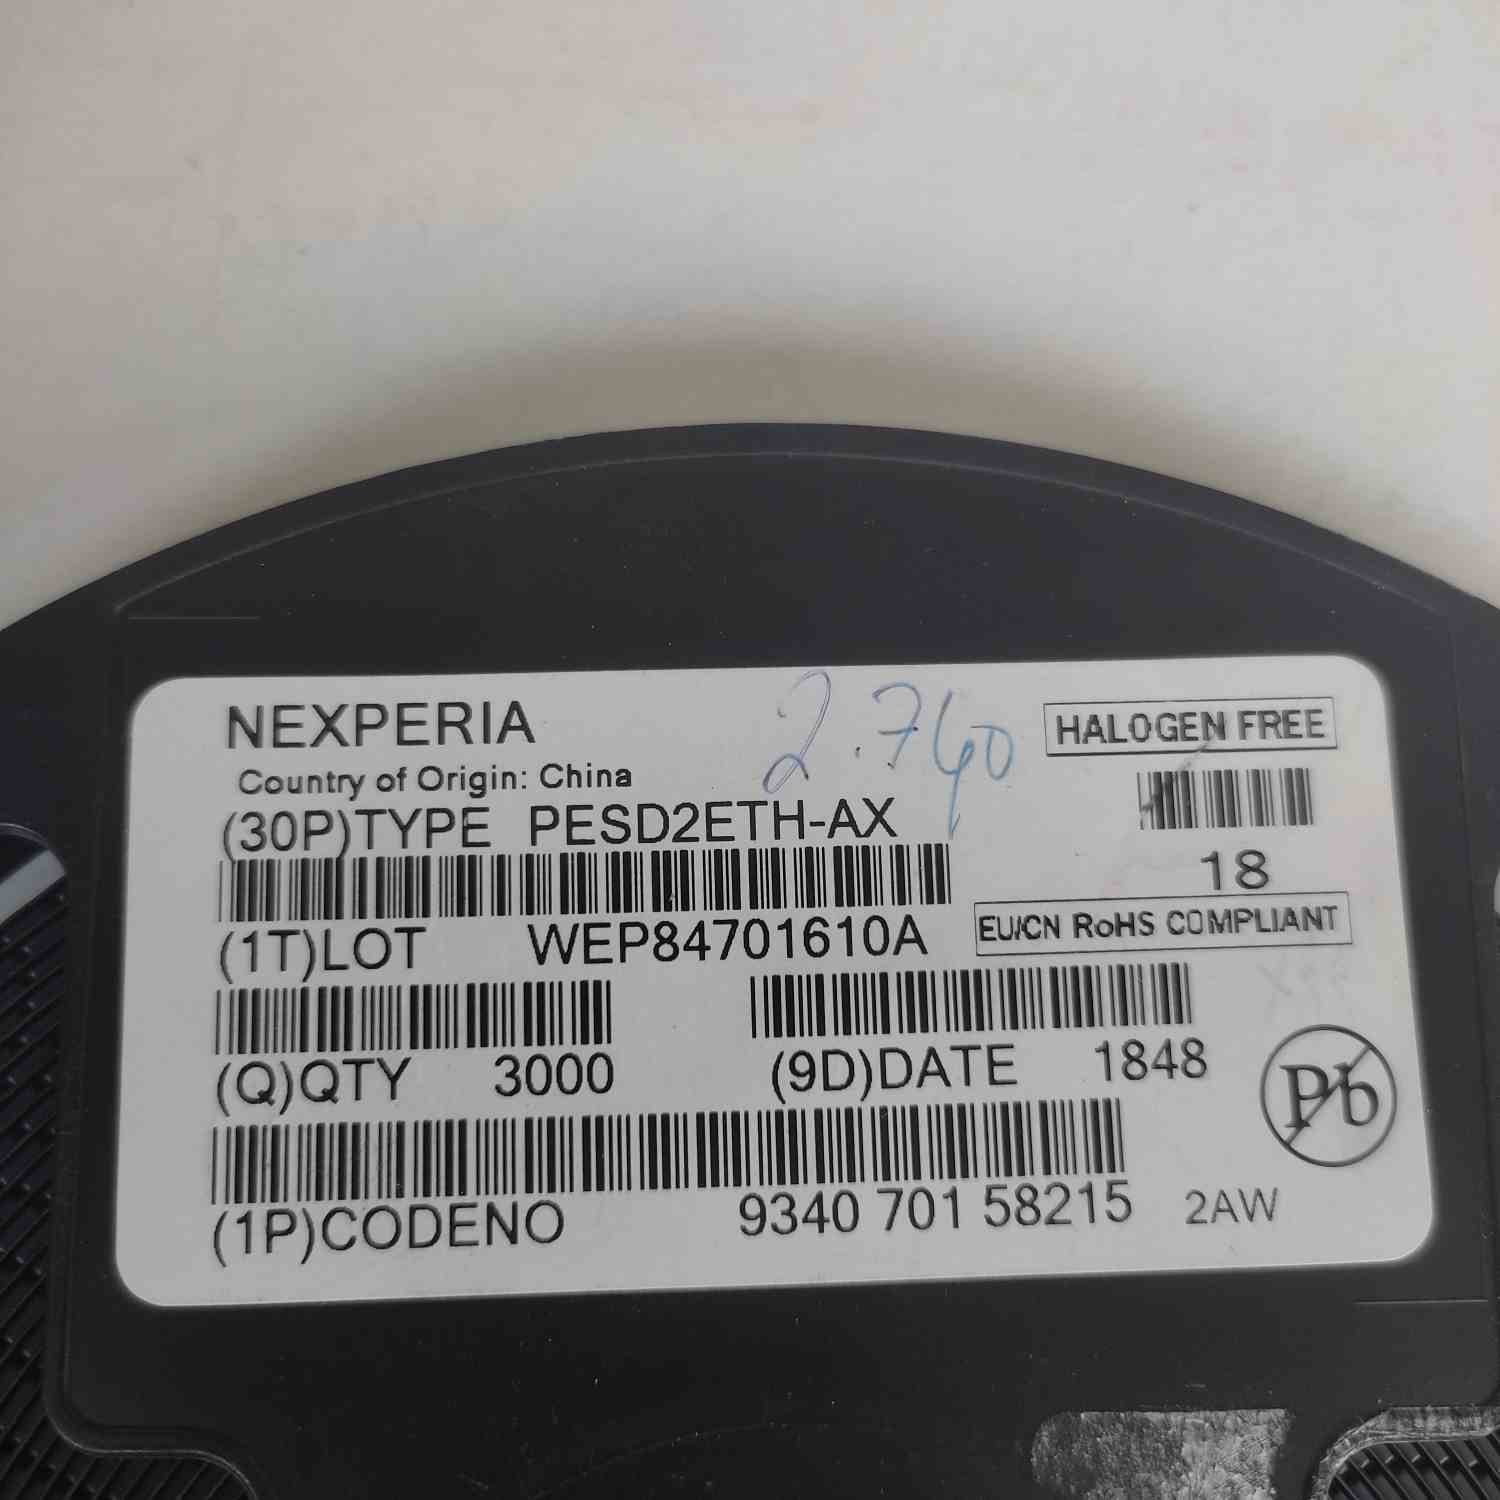 NEXPERIA
2.740
HALOGEN FREE
Country of Origin: China
(30P)TYPE PESD2ETH-AX
18
(1T)LOT WEP84701610A
EU/CN RoHS COMPLIANT
(Q)QTY 3000
(9D)DATE 1848
Pb
(1P)CODENO 9340 701 58215 2AW